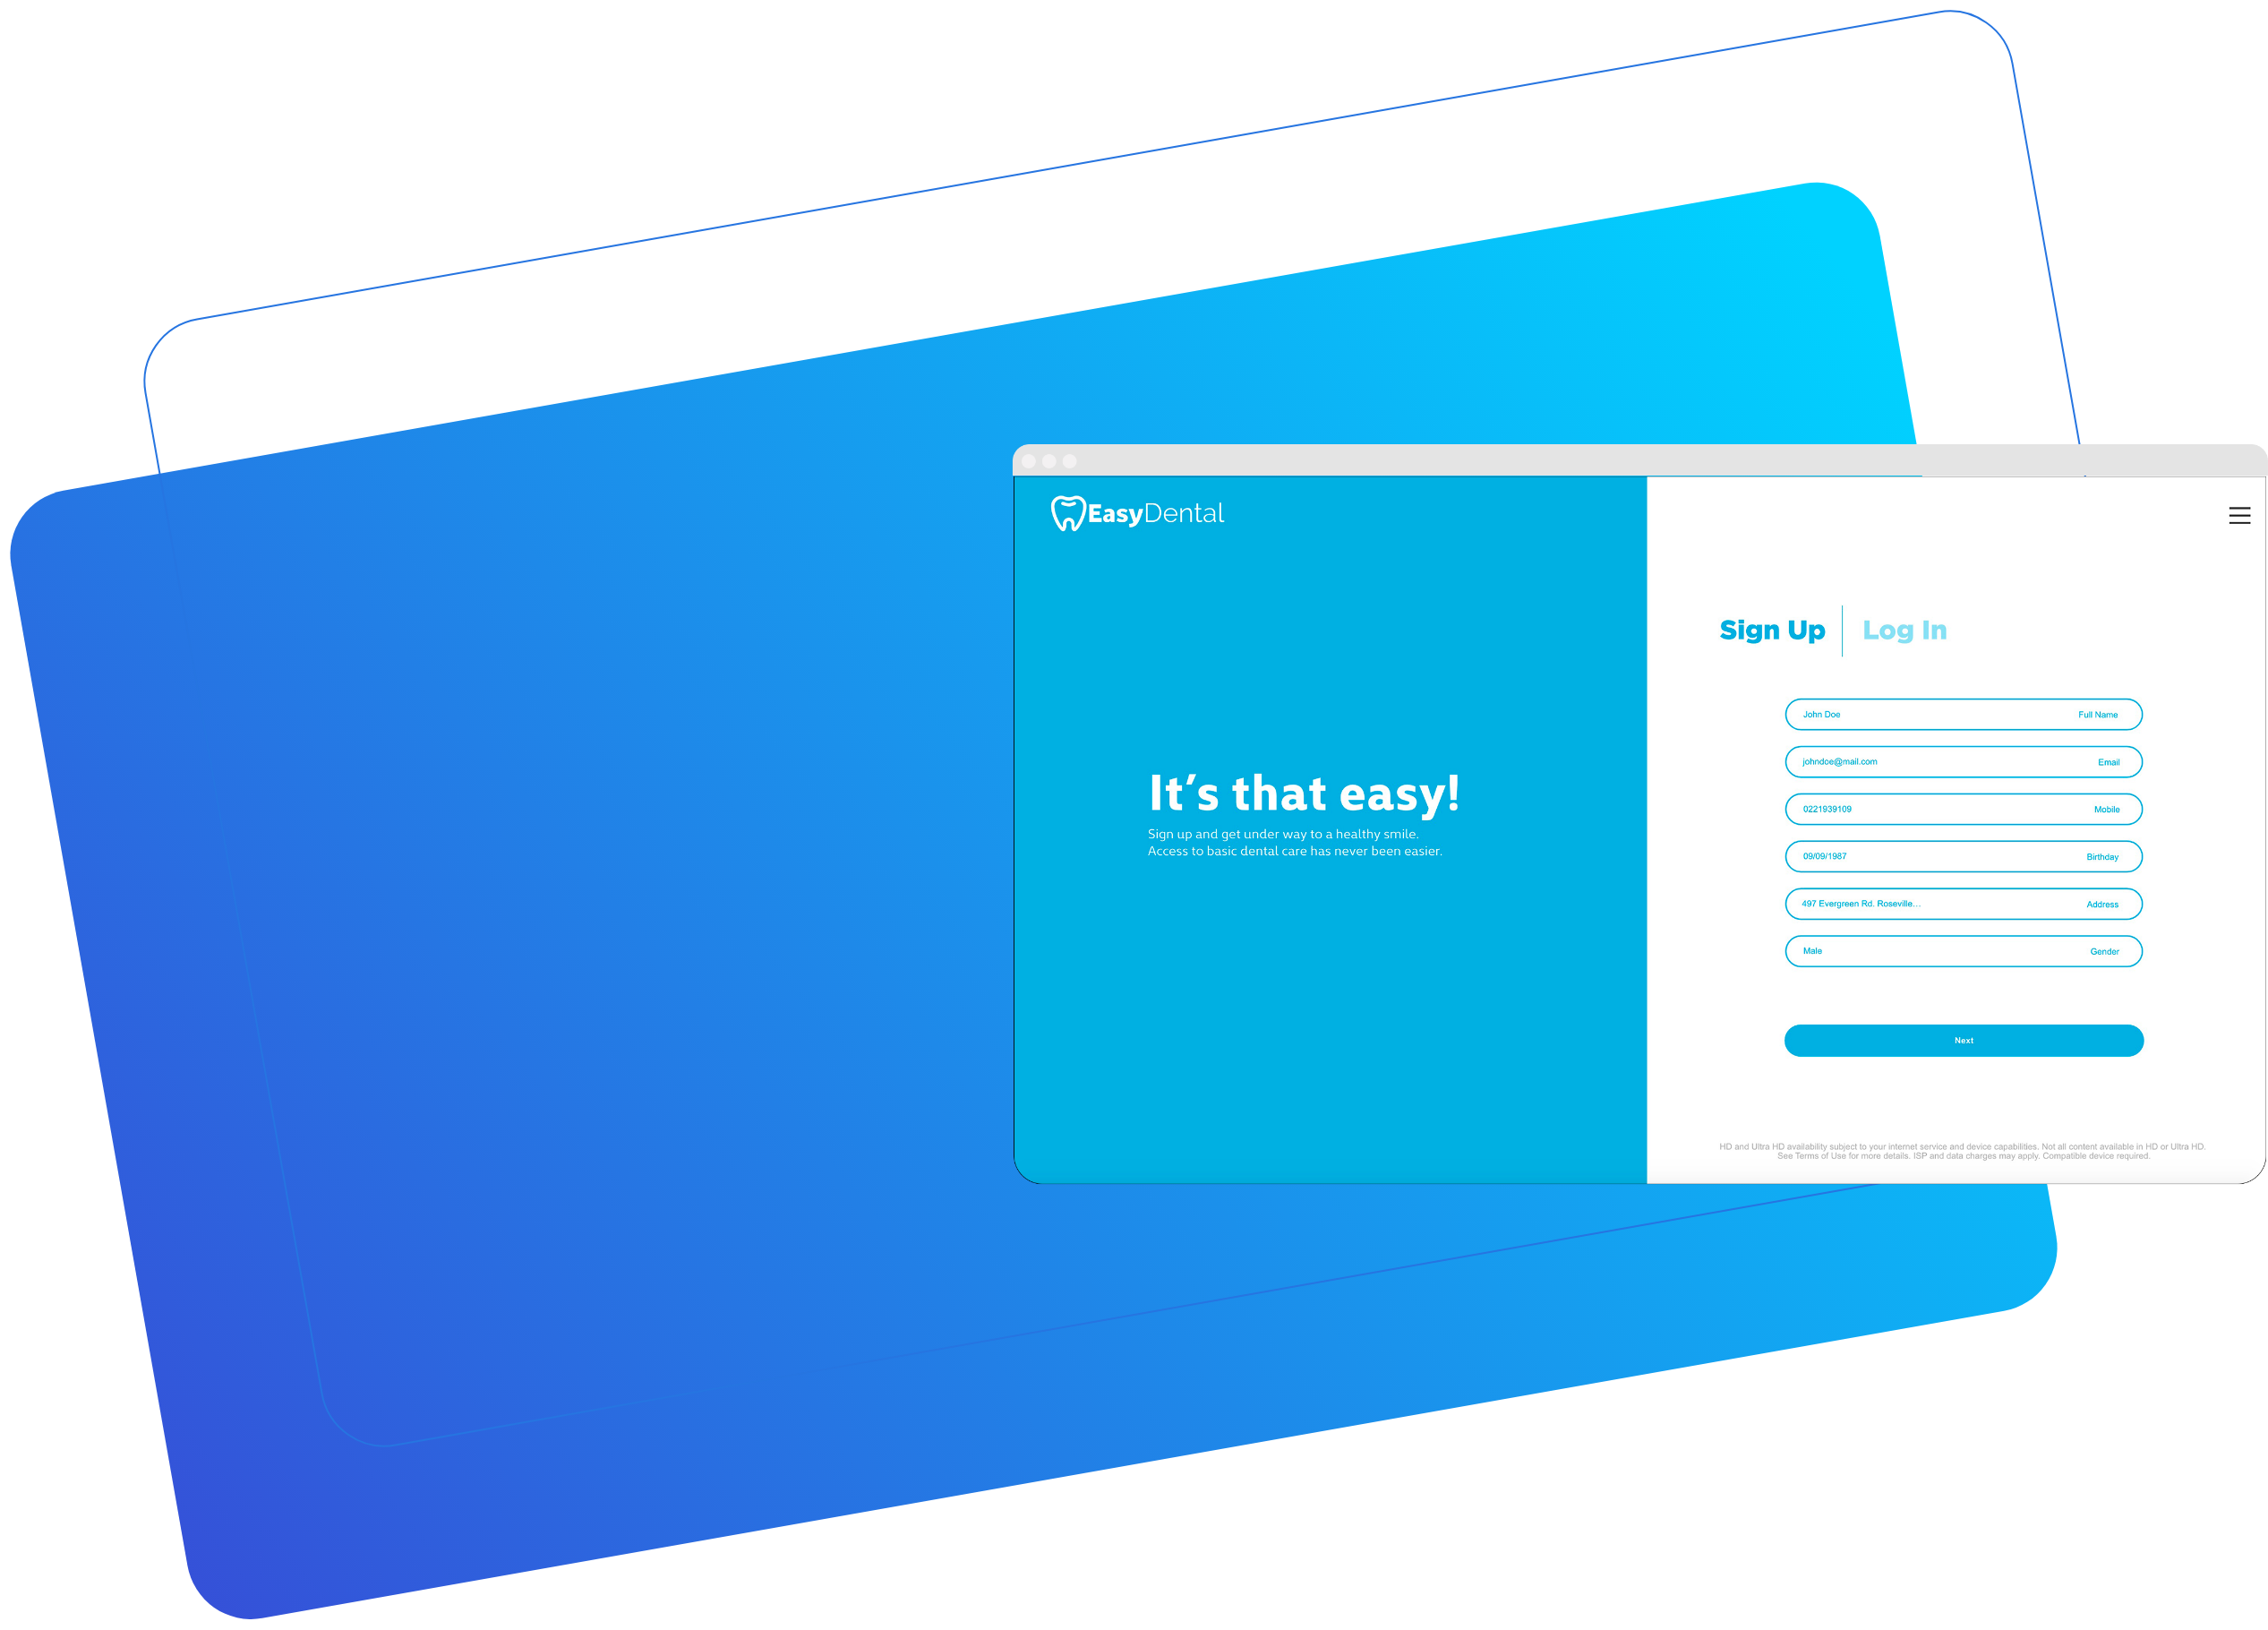 EasyDental
It's that easy!
Sign up and get under way to a healthy smile.
Access to basic dental care has never been easier.
Sign Up
Log In
John Doe Full Name
johndoe@mail.com Email
0221939109 Mobile
09/09/1987 Birthday
497 Evergreen Rd. Roseville... Address
Male Gender
Next
HD and Ultra HD availability subject to your internet service and device capabilities. Not all content available in HD or Ultra HD.
See Terms of Use for more details. ISP and data charges may apply. Compatible device required.